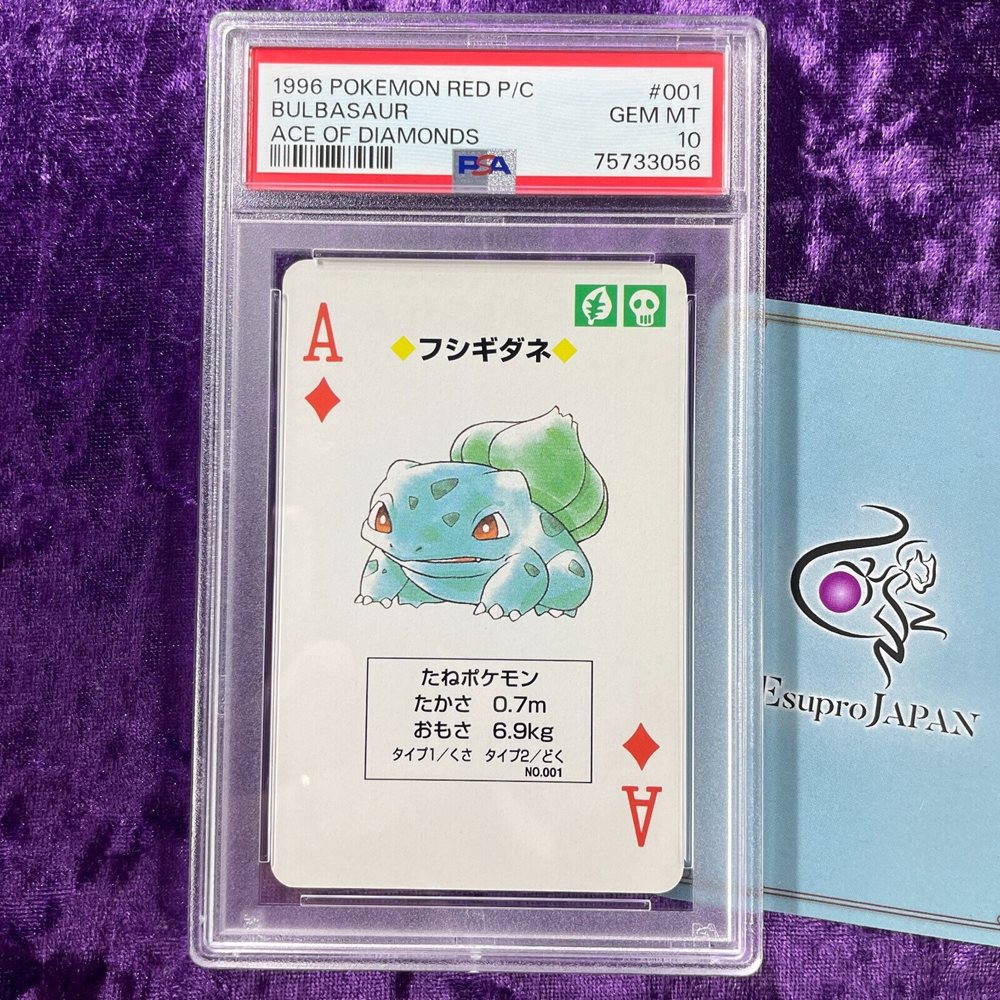 1996 POKEMON RED P/C #001
BULBASAUR GEM MT
ACE OF DIAMONDS 10
PSA 75733056
A
フシギダネ
たねポケモン
たかさ 0.7m
おもさ 6.9kg
タイプ1/くさ タイプ2/どく
NO.001
A
EsuproJAPAN